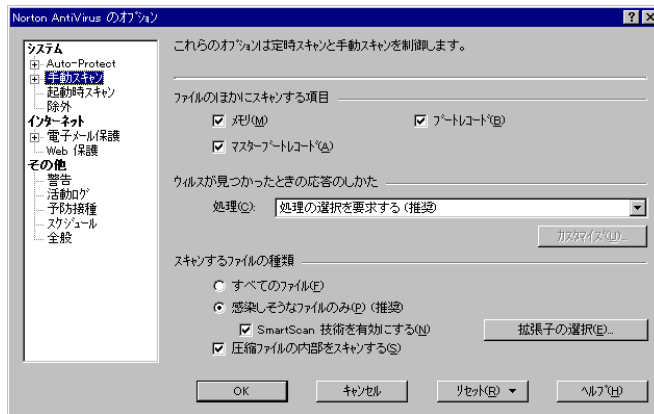 Norton AntiVirus のｵﾌﾟｼｮﾝ
システム
Auto-Protect
手動スキャン
起動時スキャン
除外
インターネット
電子メール保護
Web 保護
その他
警告
活動ログ
予防接種
スケジュール
全般
これらのｵﾌﾟｼｮﾝは定時スキャンと手動スキャンを制御します。
ファイルのほかにスキャンする項目
ﾒﾓﾘ(M)
ﾌﾞｰﾄﾚｺｰﾄﾞ(B)
ﾏｽﾀｰﾌﾞｰﾄﾚｺｰﾄﾞ(A)
ウィルスが見つかったときの応答のしかた
処理(C):
処理の選択を要求する (推奨)
ｶｽﾀﾏｲｽﾞ(U)...
スキャンするファイルの種類
すべてのファイル(F)
感染しそうなファイルのみ(P) (推奨)
SmartScan 技術を有効にする(N)
拡張子の選択(E)...
圧縮ファイルの内部をスキャンする(S)
OK
ｷｬﾝｾﾙ
ﾘｾｯﾄ(R)
ﾍﾙﾌﾟ(H)